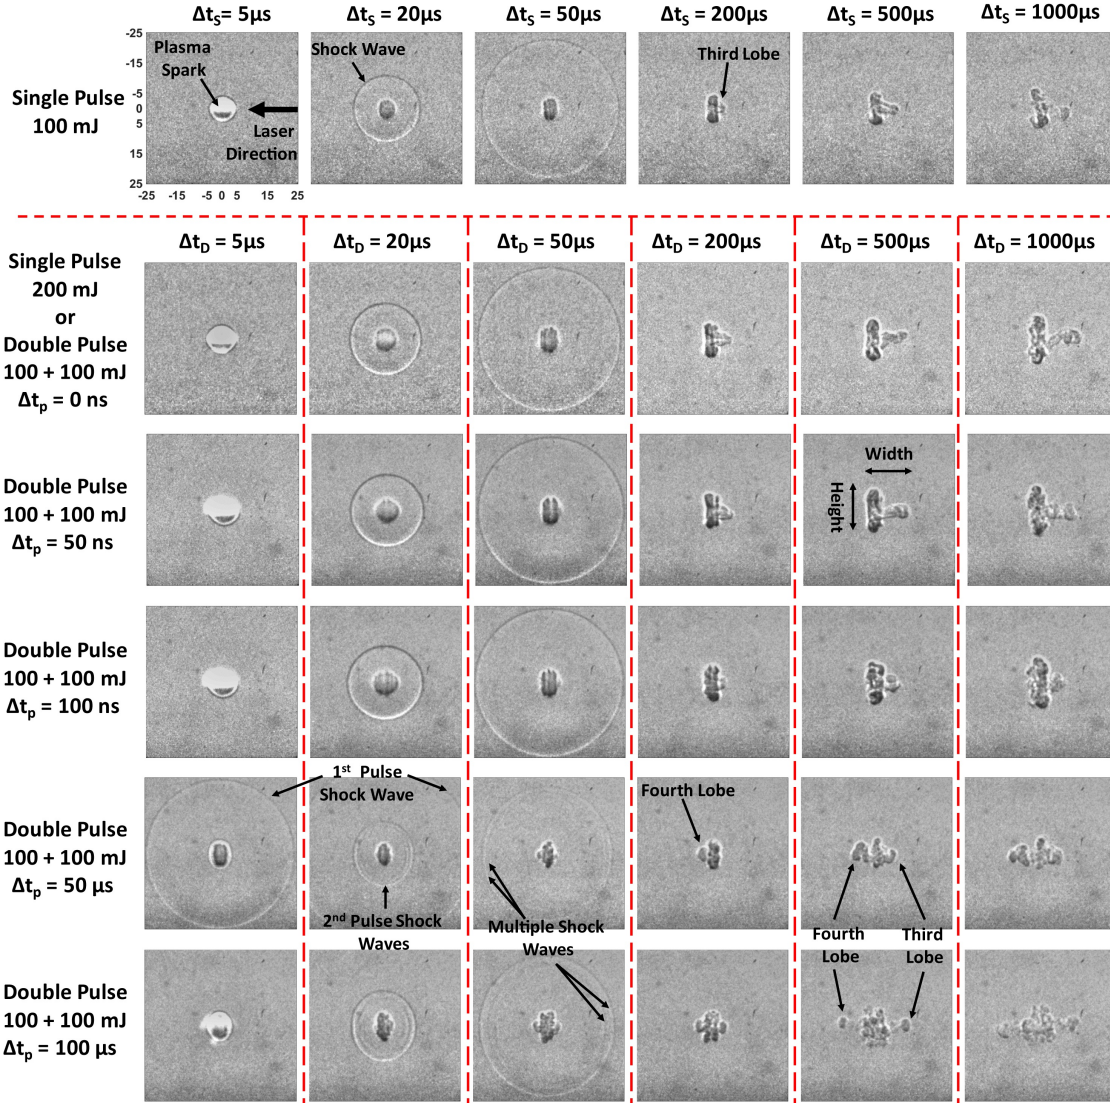 Δt_S= 5µs
Δt_S = 20µs
Δt_S = 50µs
Δt_S = 200µs
Δt_S = 500µs
Δt_S = 1000µs
Single Pulse
100 mJ
-25
-15
-5
0
5
15
25
-25
-15
-5
0
5
15
25
Plasma
Spark
Laser
Direction
Shock Wave
Third Lobe
Δt_D = 5µs
Δt_D = 20µs
Δt_D = 50µs
Δt_D = 200µs
Δt_D = 500µs
Δt_D = 1000µs
Single Pulse
200 mJ
or
Double Pulse
100 + 100 mJ
Δt_p = 0 ns
Double Pulse
100 + 100 mJ
Δt_p = 50 ns
Width
Height
Double Pulse
100 + 100 mJ
Δt_p = 100 ns
Double Pulse
100 + 100 mJ
Δt_p = 50 µs
1st Pulse
Shock Wave
2nd Pulse Shock
Waves
Multiple Shock
Waves
Fourth Lobe
Fourth
Lobe
Third
Lobe
Double Pulse
100 + 100 mJ
Δt_p = 100 µs